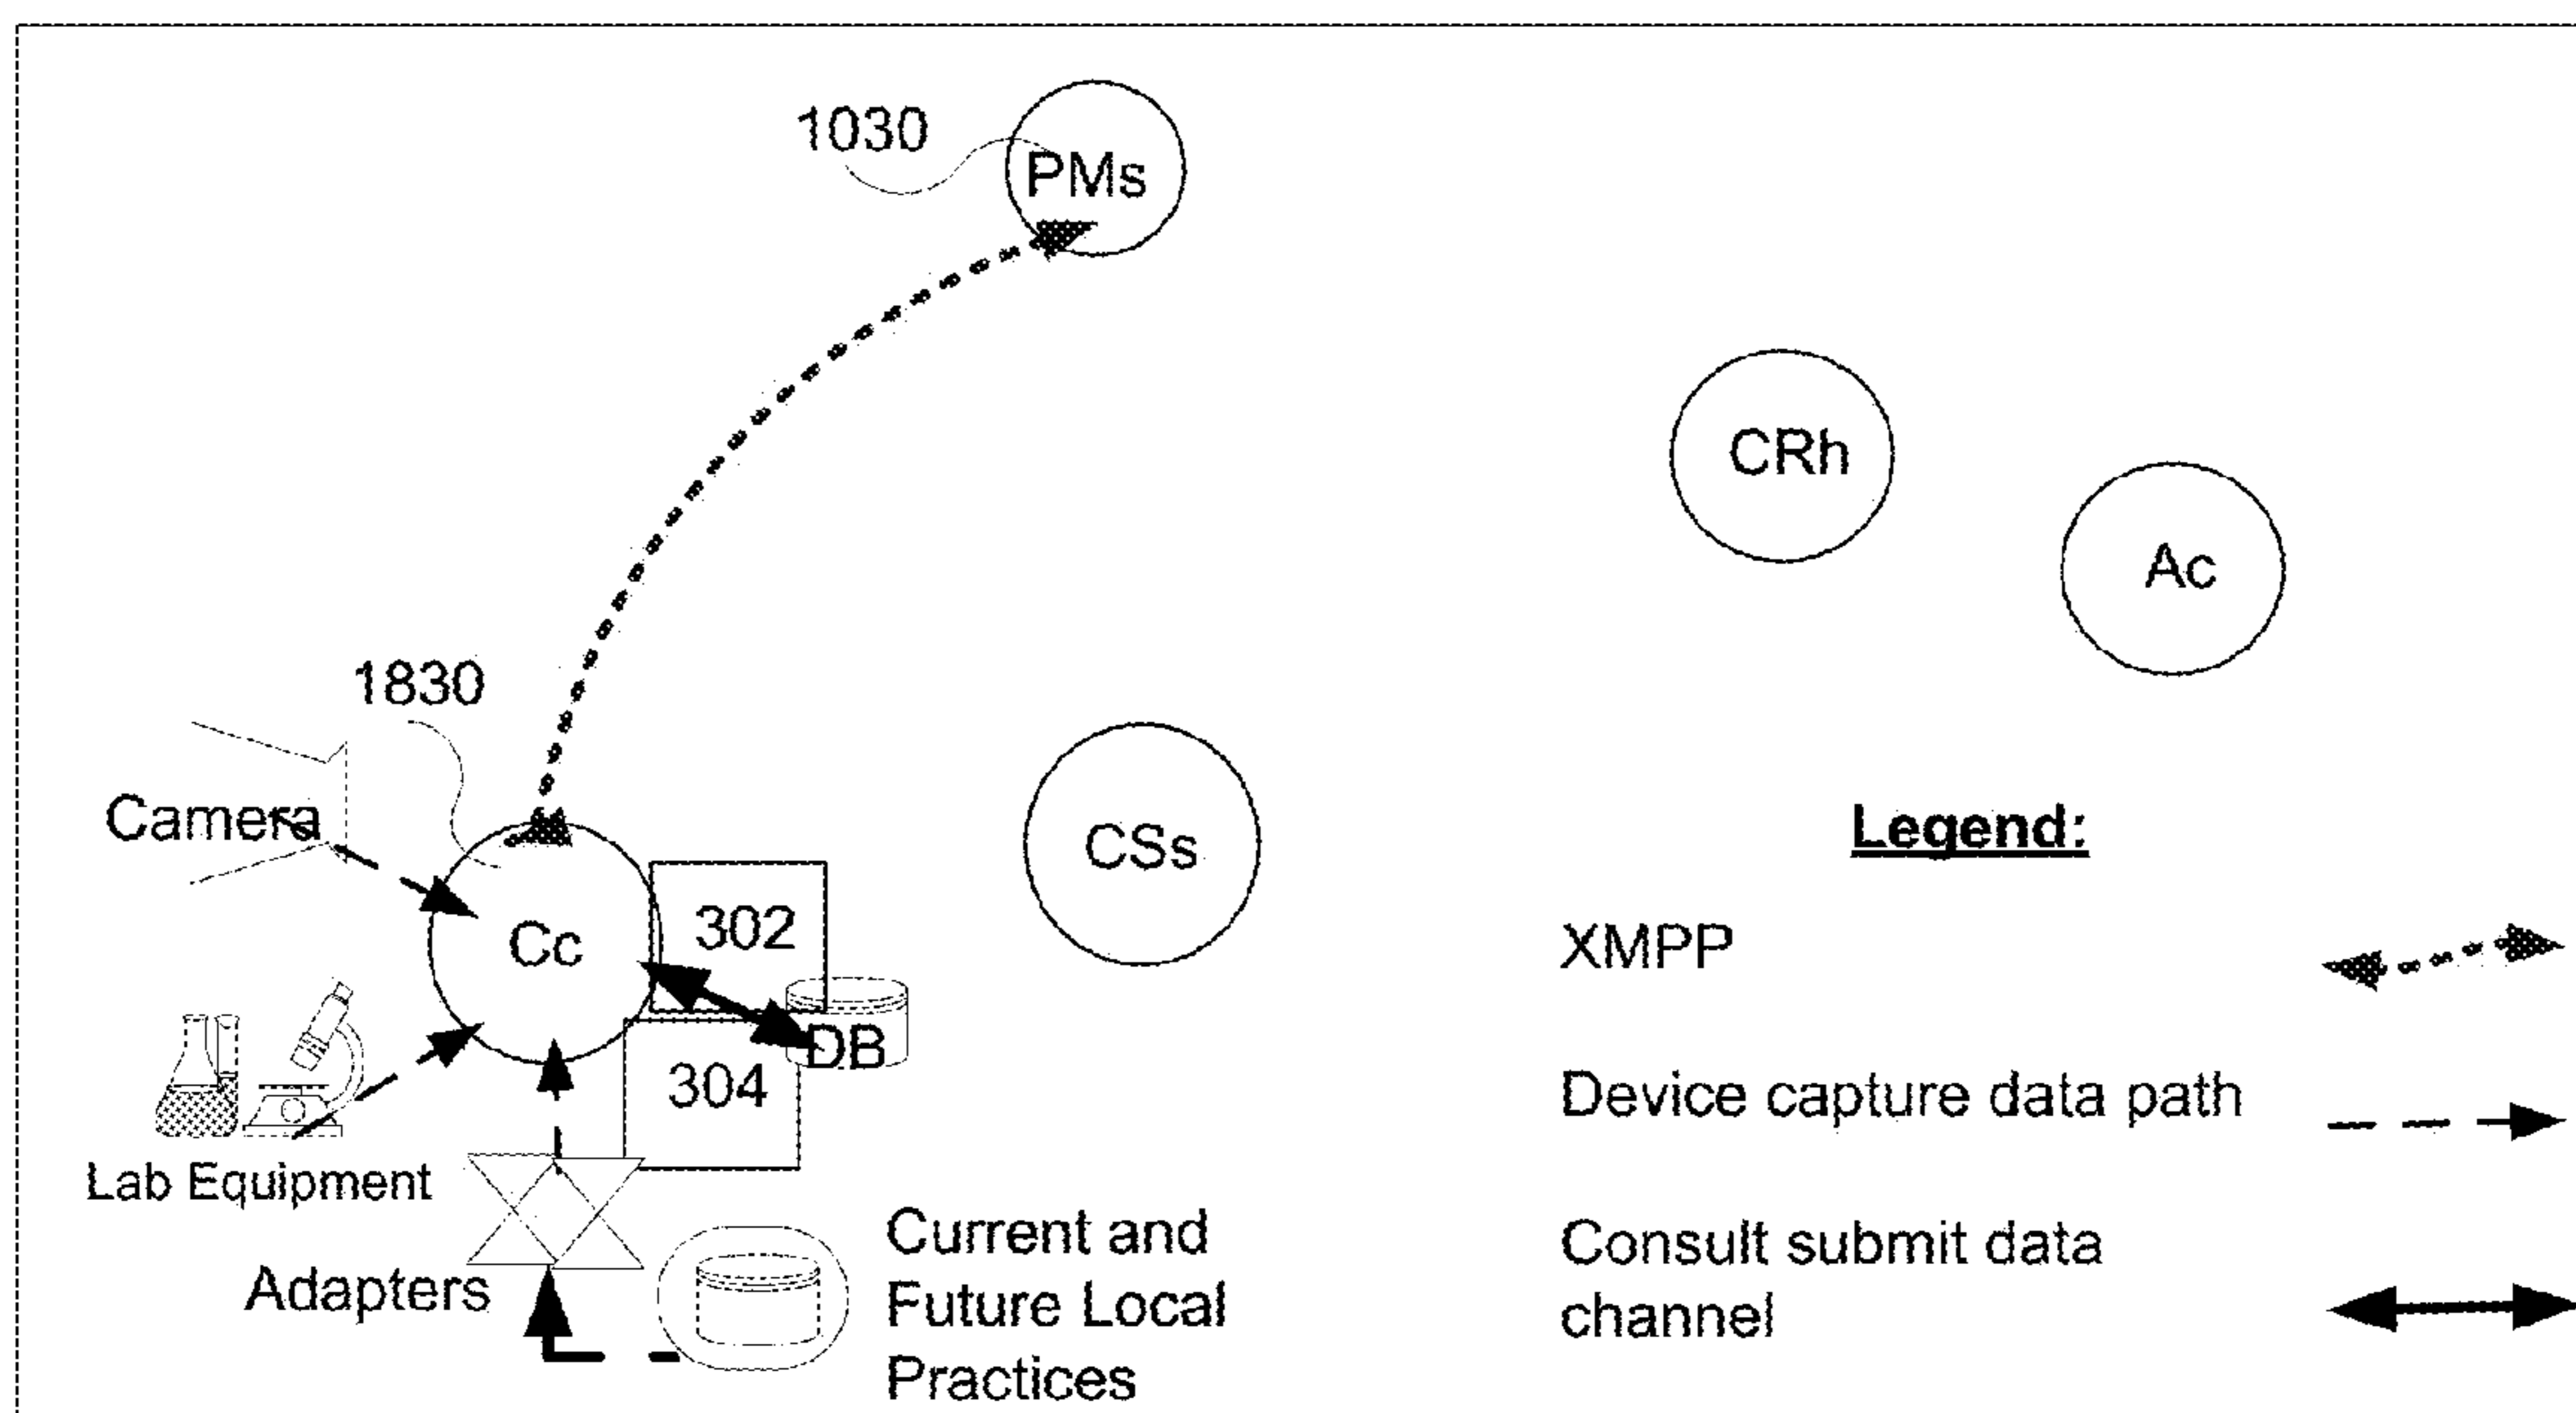 1030
PMs
CRh
Ac
1830
Camera
CSs
Cc
302
DB
304
Lab Equipment
Adapters
Current and
Future Local
Practices
Legend:
XMPP
Device capture data path
Consult submit data
channel